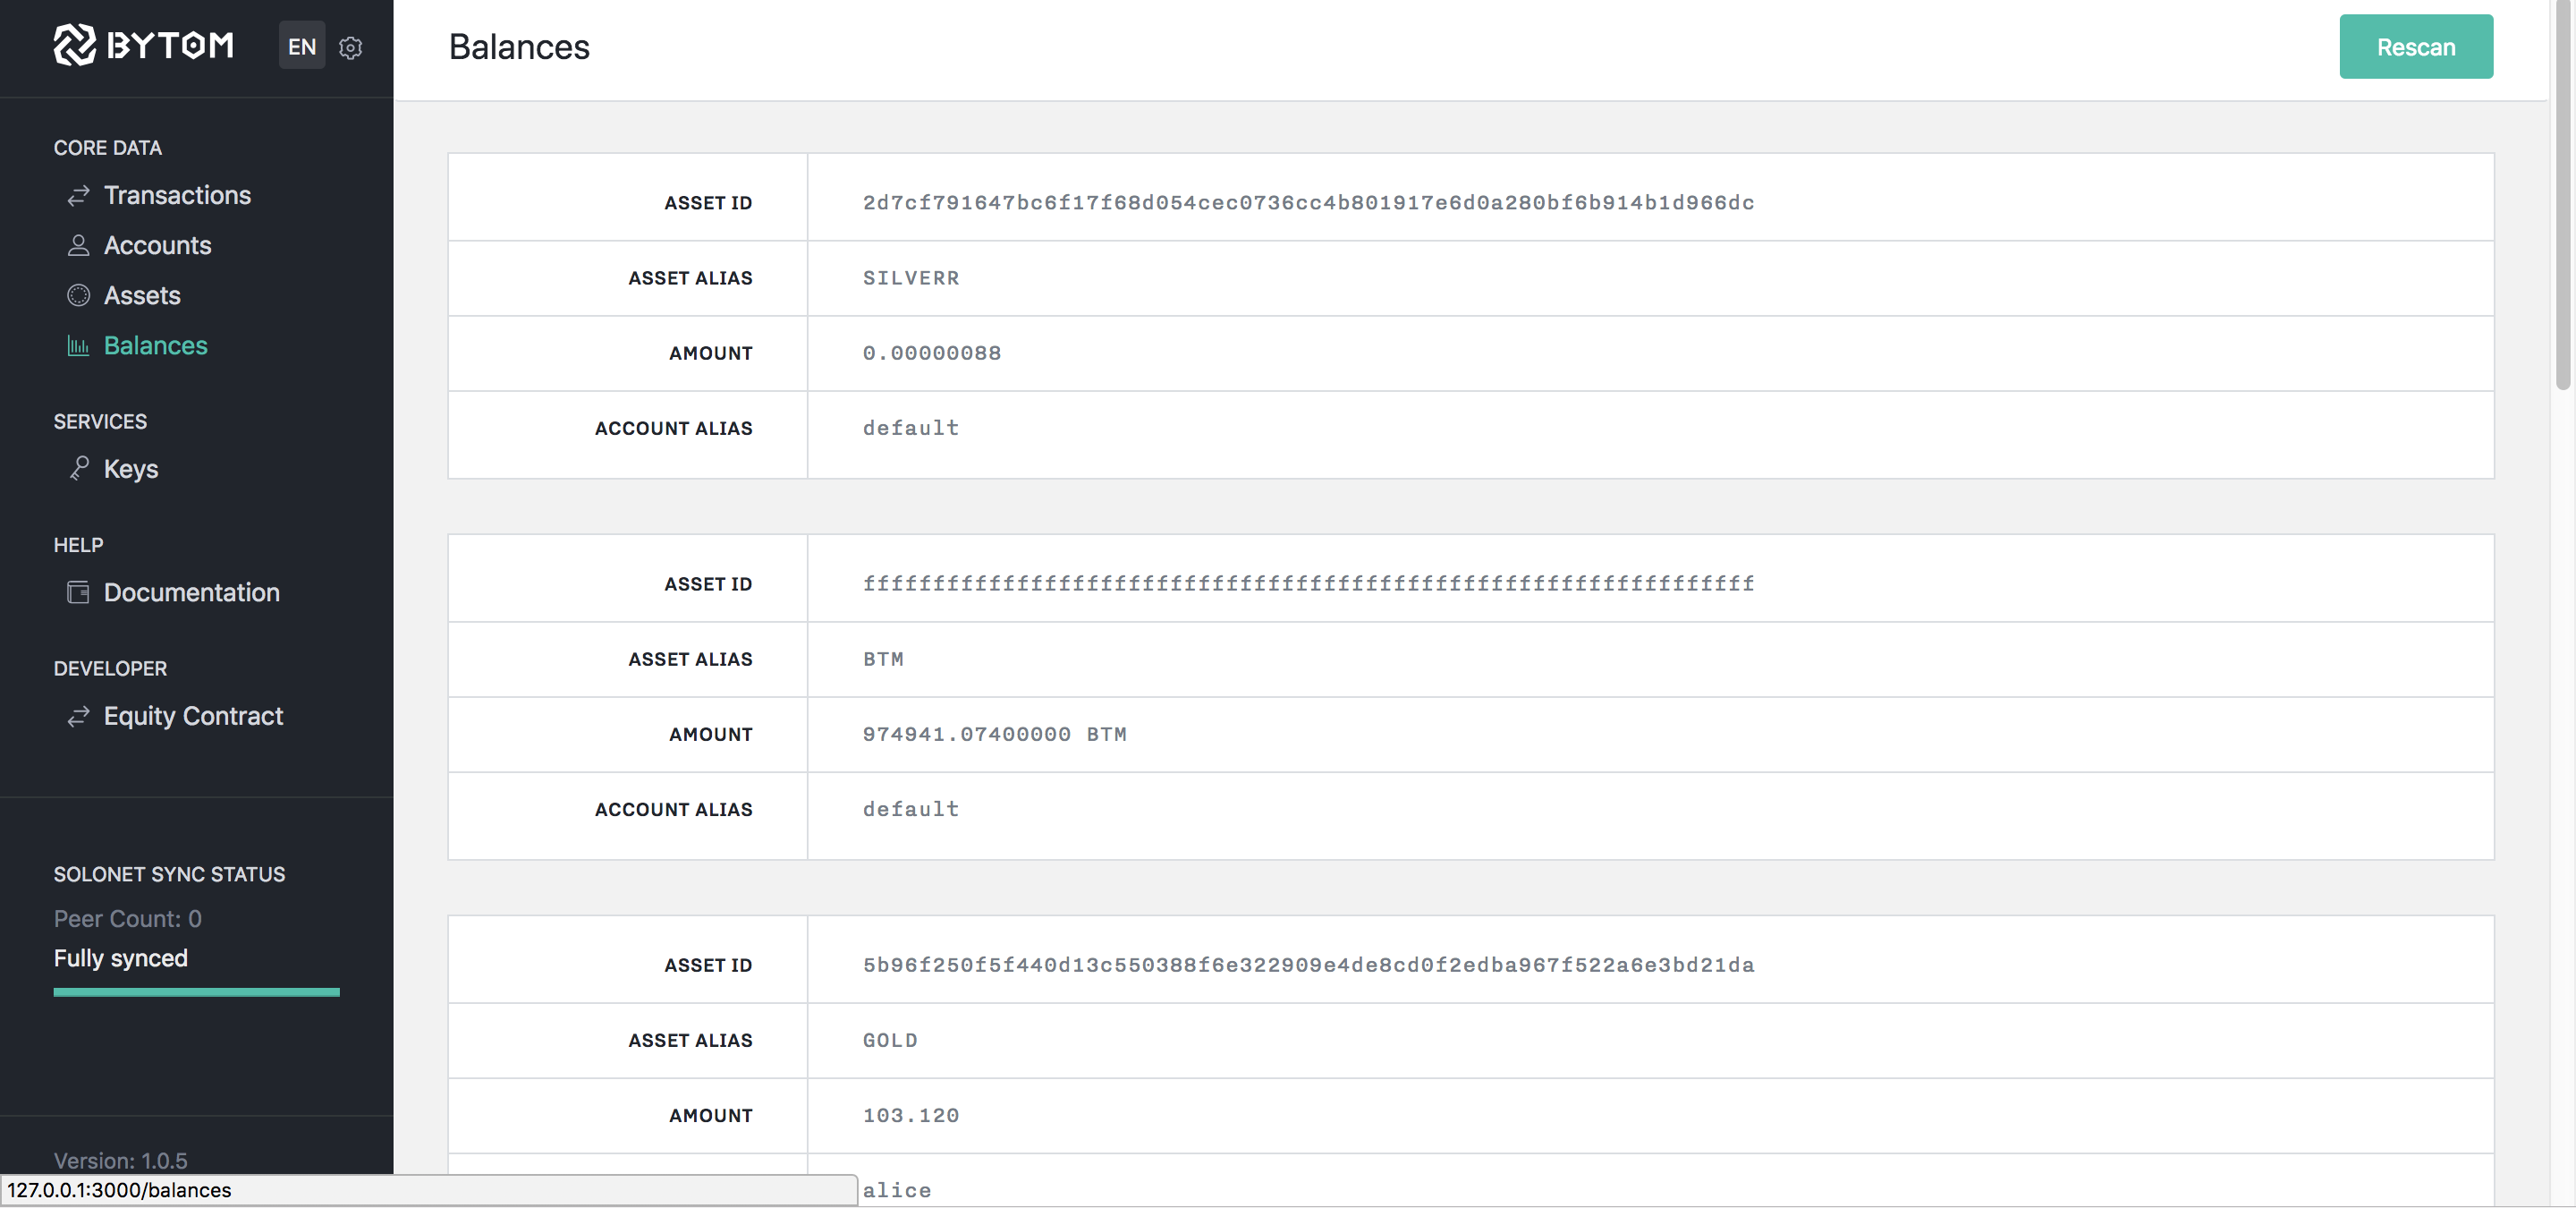 BYTOM EN
CORE DATA
Transactions
Accounts
Assets
Balances
SERVICES
Keys
HELP
Documentation
DEVELOPER
Equity Contract
SOLONET SYNC STATUS
Peer Count: 0
Fully synced
Version: 1.0.5
127.0.0.1:3000/balances
Balances
Rescan
ASSET ID 2d7cf791647bc6f17f68d054cec0736cc4b801917e6d0a280bf6b914b1d966dc
ASSET ALIAS SILVERR
AMOUNT 0.00000088
ACCOUNT ALIAS default
ASSET ID ffffffffffffffffffffffffffffffffffffffffffffffffffffffffffffffff
ASSET ALIAS BTM
AMOUNT 974941.07400000 BTM
ACCOUNT ALIAS default
ASSET ID 5b96f250f5f440d13c550388f6e322909e4de8cd0f2edba967f522a6e3bd21da
ASSET ALIAS GOLD
AMOUNT 103.120
alice